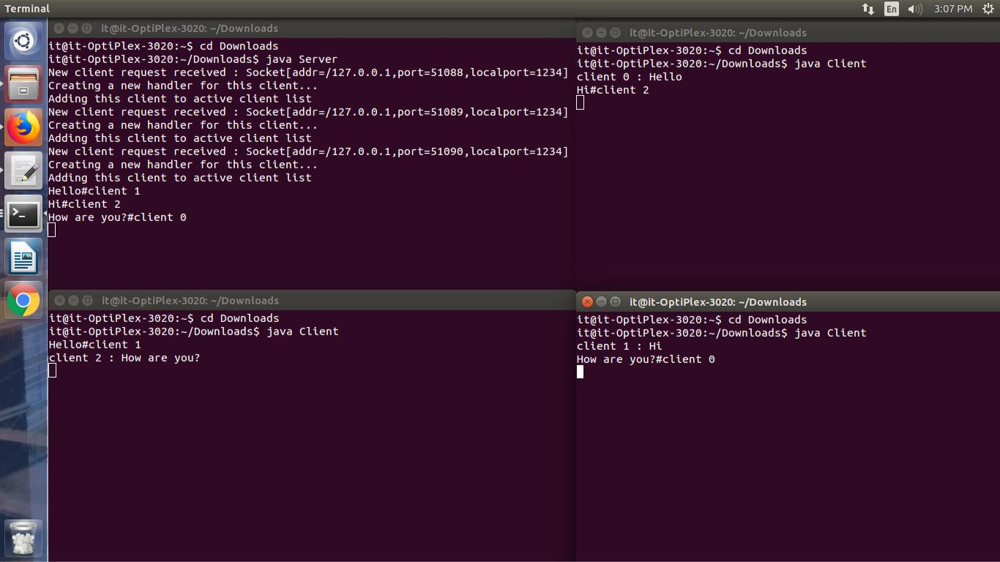 Terminal
En
3:07 PM
it@it-OptiPlex-3020: ~/Downloads
it@it-OptiPlex-3020:~$ cd Downloads
it@it-OptiPlex-3020:~/Downloads$ java Server
New client request received : Socket[addr=/127.0.0.1,port=51088,localport=1234]
Creating a new handler for this client...
Adding this client to active client list
New client request received : Socket[addr=/127.0.0.1,port=51089,localport=1234]
Creating a new handler for this client...
Adding this client to active client list
New client request received : Socket[addr=/127.0.0.1,port=51090,localport=1234]
Creating a new handler for this client...
Adding this client to active client list
Hello#client 1
Hi#client 2
How are you?#client 0
it@it-OptiPlex-3020: ~/Downloads
it@it-OptiPlex-3020:~$ cd Downloads
it@it-OptiPlex-3020:~/Downloads$ java Client
client 0 : Hello
Hi#client 2
it@it-OptiPlex-3020: ~/Downloads
it@it-OptiPlex-3020:~$ cd Downloads
it@it-OptiPlex-3020:~/Downloads$ java Client
Hello#client 1
client 2 : How are you?
it@it-OptiPlex-3020: ~/Downloads
it@it-OptiPlex-3020:~$ cd Downloads
it@it-OptiPlex-3020:~/Downloads$ java Client
client 1 : Hi
How are you?#client 0